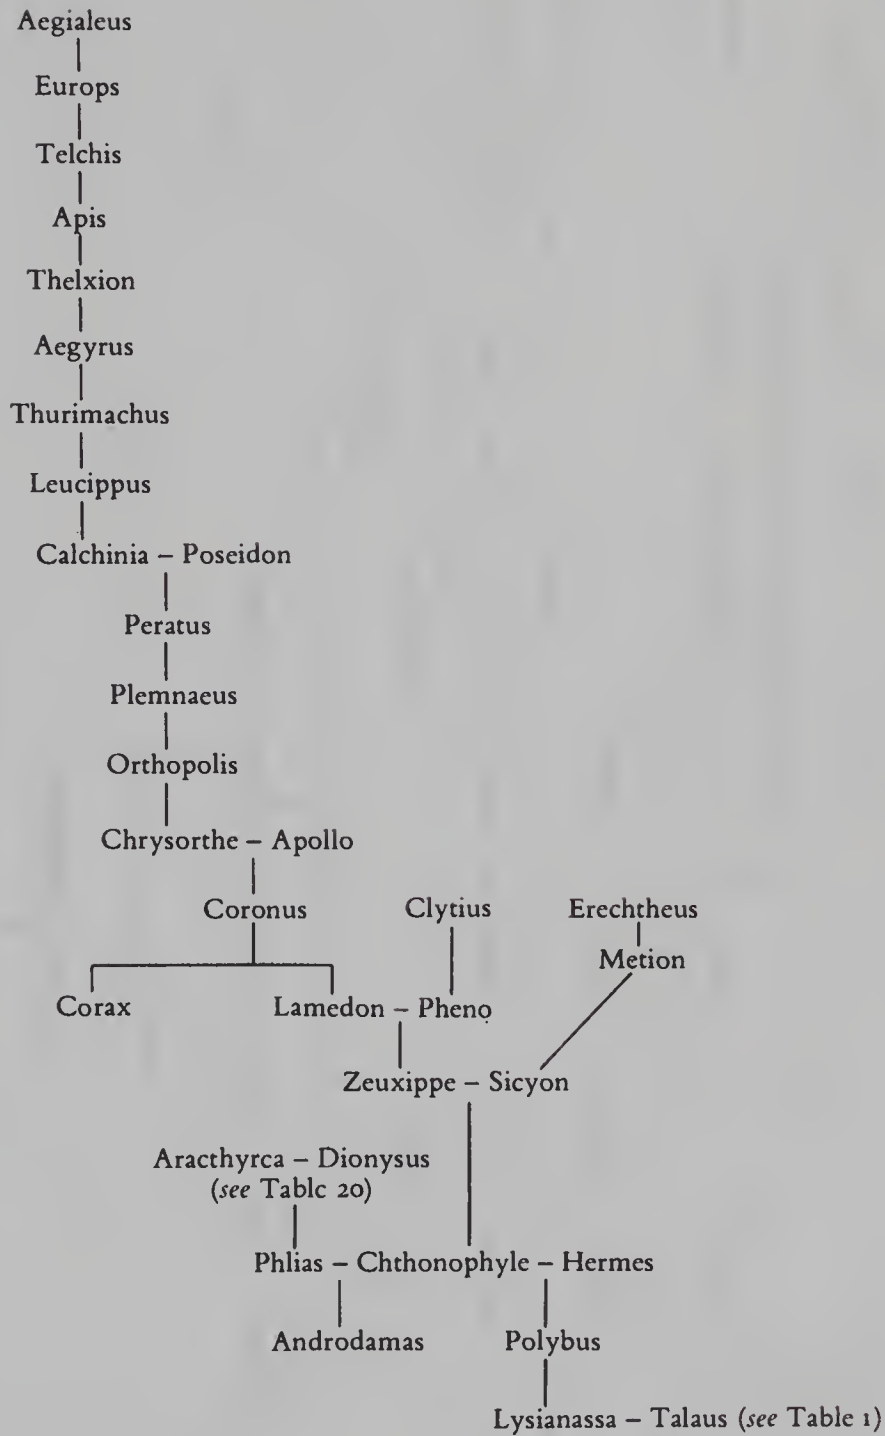 Aegialeus
Europs
Telchis
Apis
Thelxion
Aegyrus
Thurimachus
Leucippus
Calchinia – Poseidon
Peratus
Plemnaeus
Orthopolis
Chrysorthe – Apollo
Coronus Clytius Erechtheus
Metion
Corax Lamedon – Pheno
Zeuxippe – Sicyon
Aracthyrca – Dionysus
(see Table 20)
Phlias – Chthonophyle – Hermes
Androdamas Polybus
Lysianassa – Talaus (see Table 1)